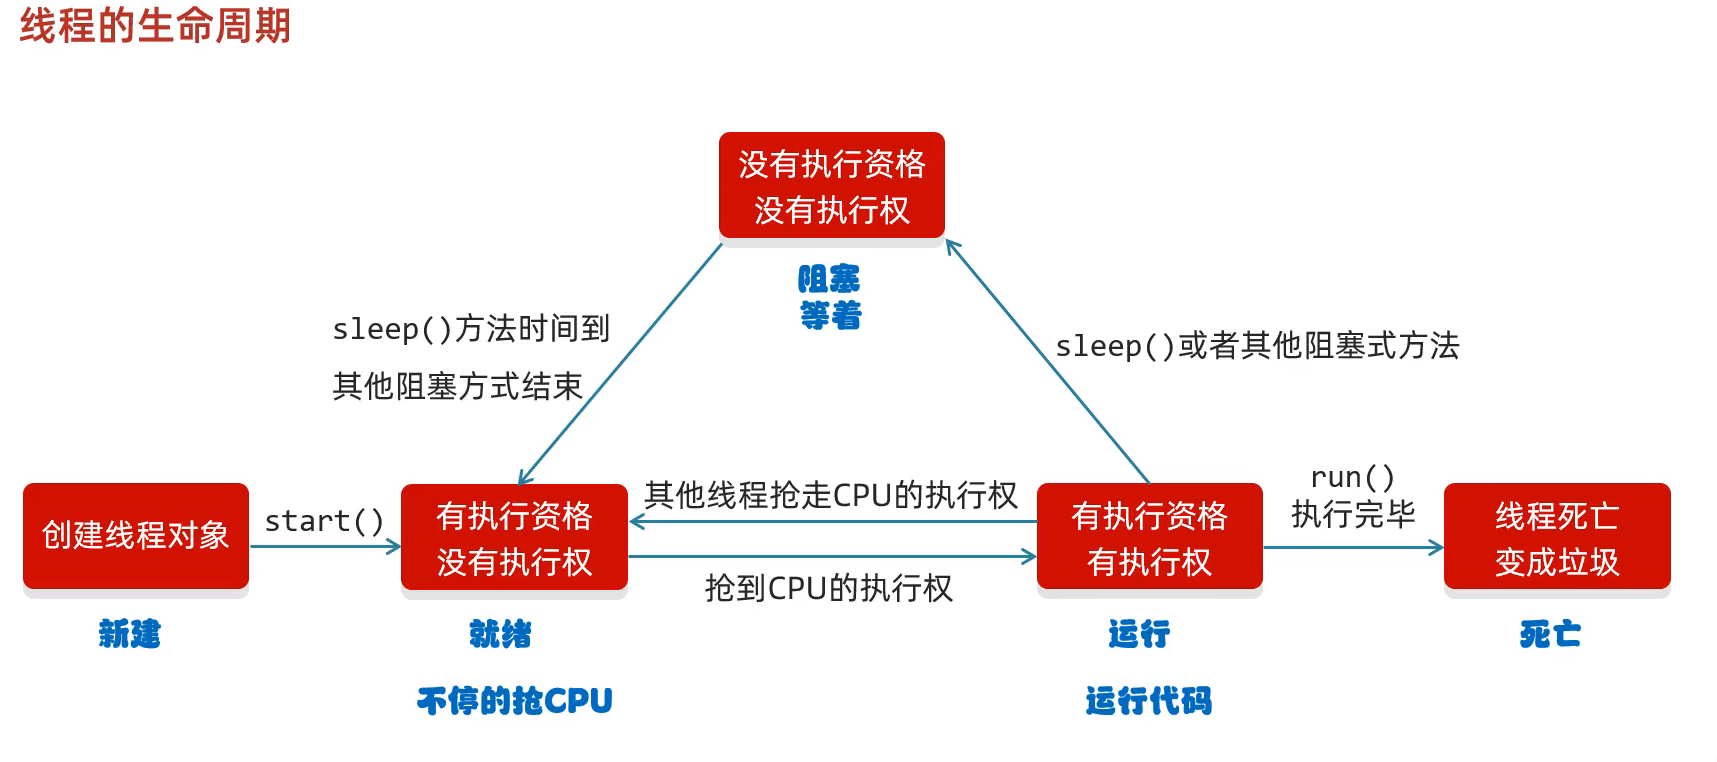 线程的生命周期
没有执行资格
没有执行权
阻塞
等着
sleep()方法时间到
其他阻塞方式结束
sleep()或者其他阻塞式方法
创建线程对象
新建
start()
有执行资格
没有执行权
就绪
不停的抢CPU
其他线程抢走CPU的执行权
抢到CPU的执行权
有执行资格
有执行权
运行
运行代码
run()
执行完毕
线程死亡
变成垃圾
死亡